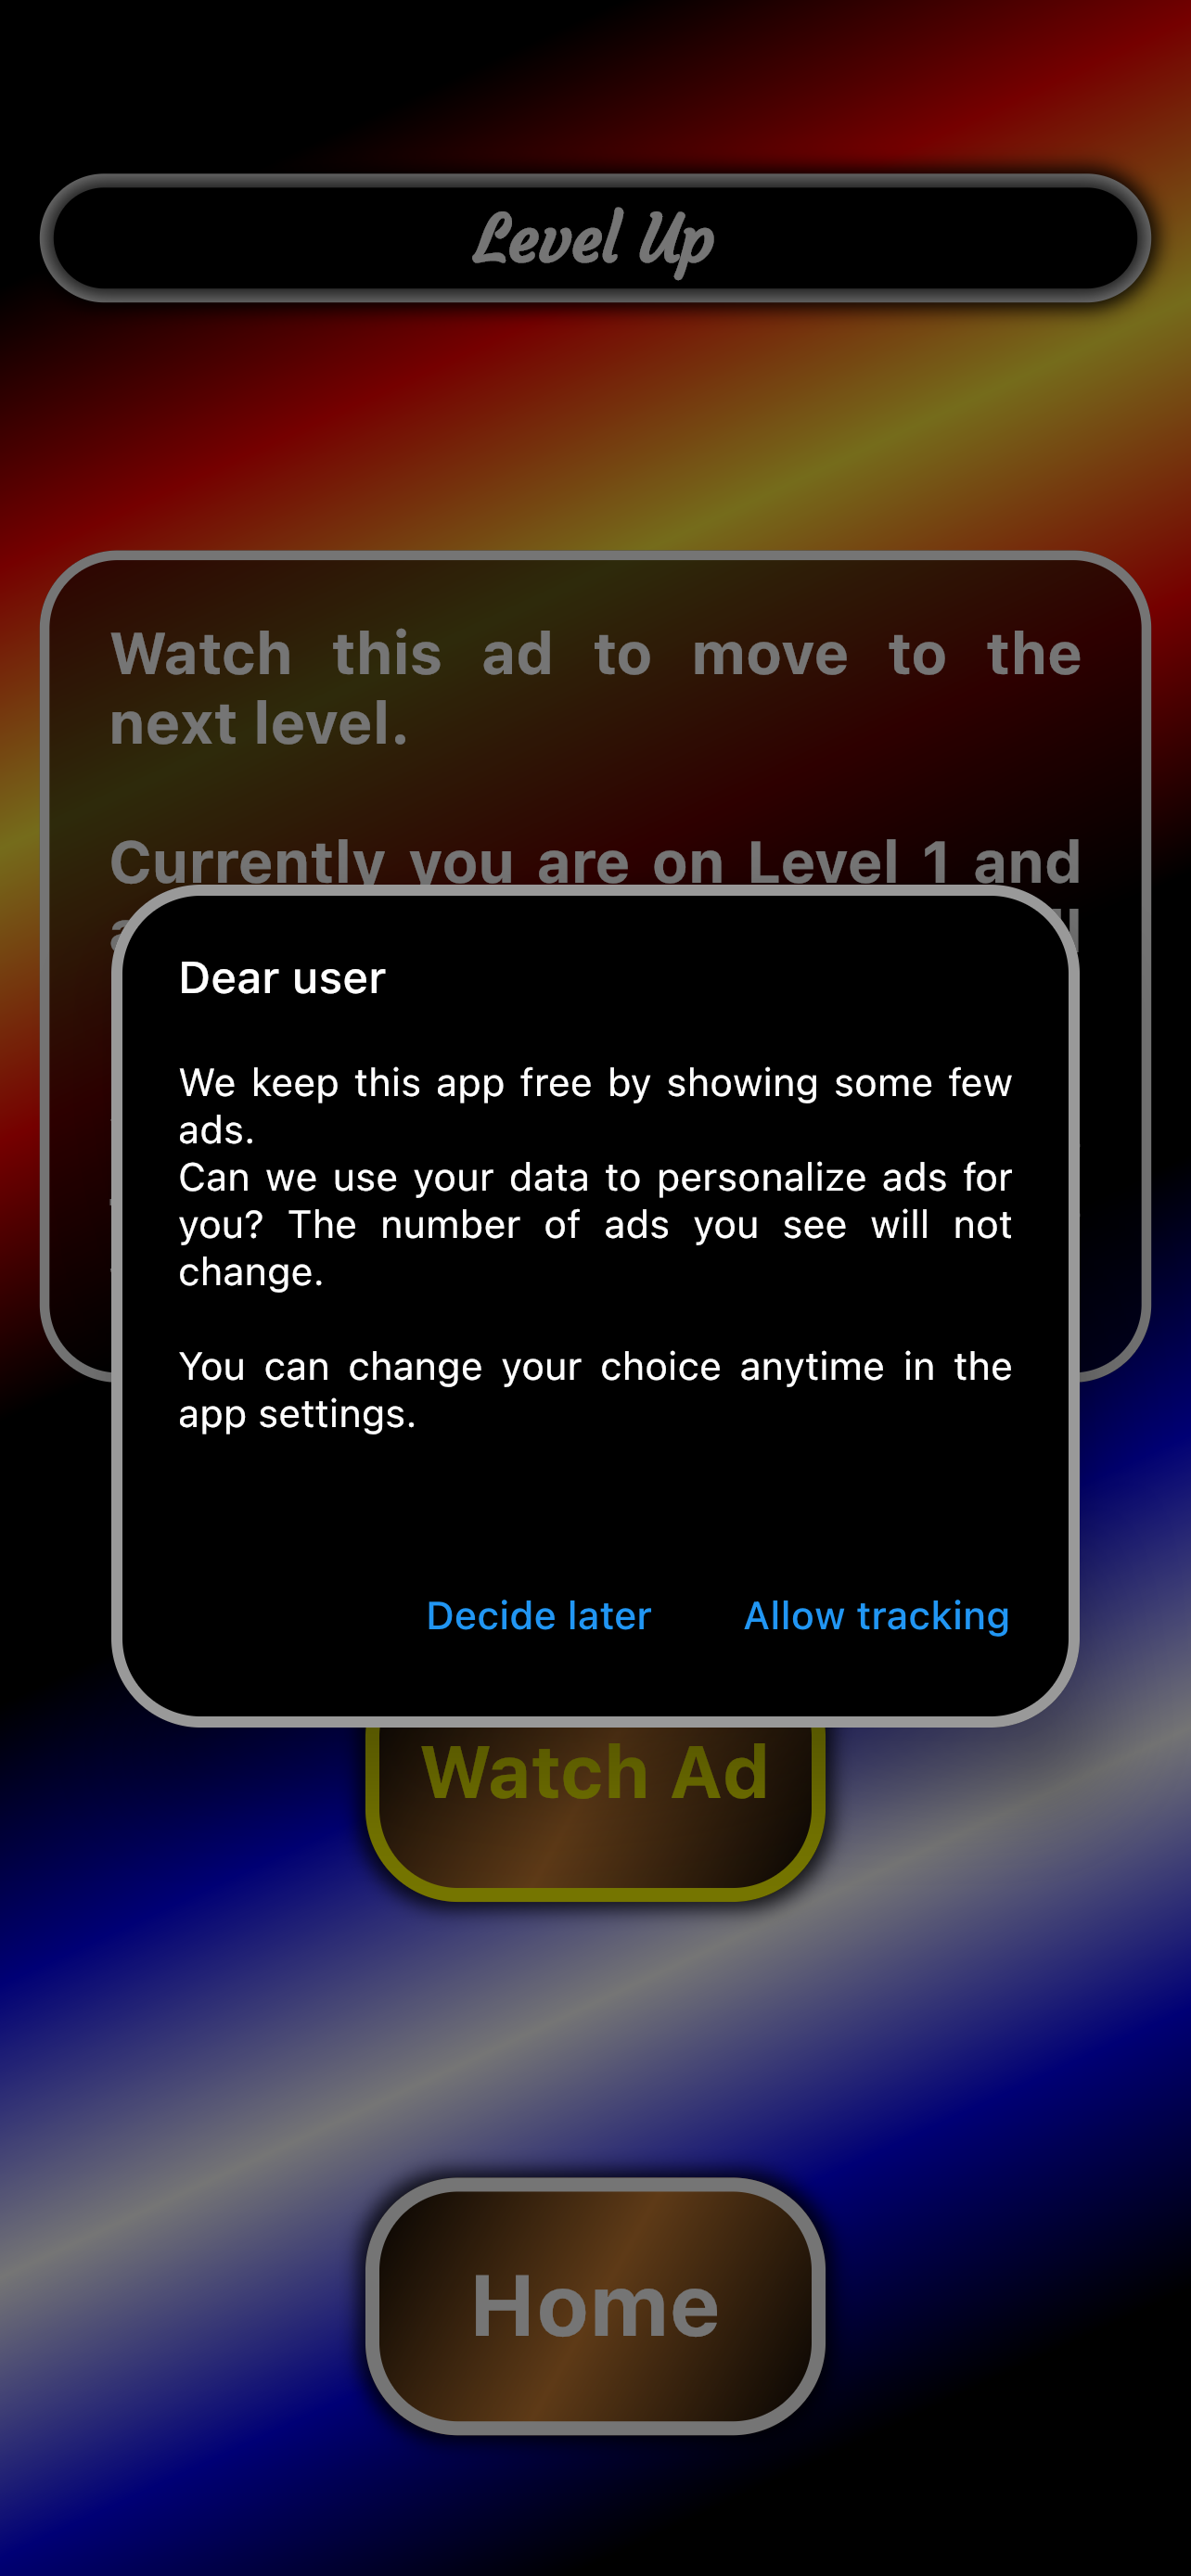 Level Up
Watch this ad to move to the
next level.
Currently you are on Level 1 and
Dear user
We keep this app free by showing some few
ads.
Can we use your data to personalize ads for
you? The number of ads you see will not
change.
You can change your choice anytime in the
app settings.
Decide later Allow tracking
Watch Ad
Home